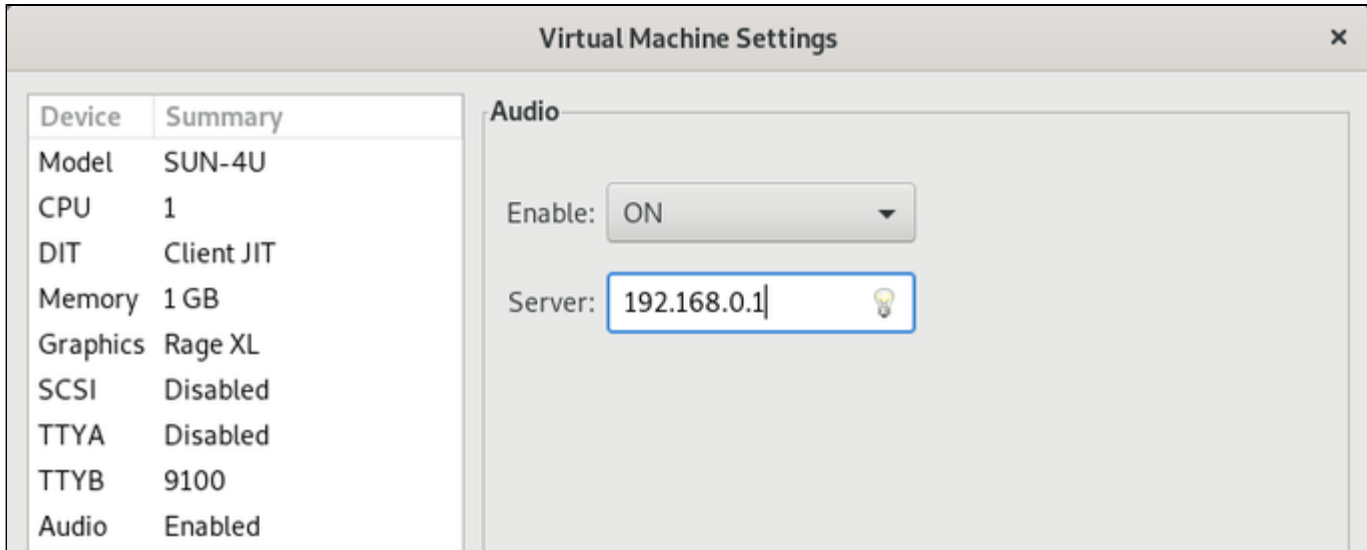 Virtual Machine Settings ×
Device Summary
Model SUN-4U
CPU 1
DIT Client JIT
Memory 1 GB
Graphics Rage XL
SCSI Disabled
TTYA Disabled
TTYB 9100
Audio Enabled
Audio
Enable: ON
Server: 192.168.0.1